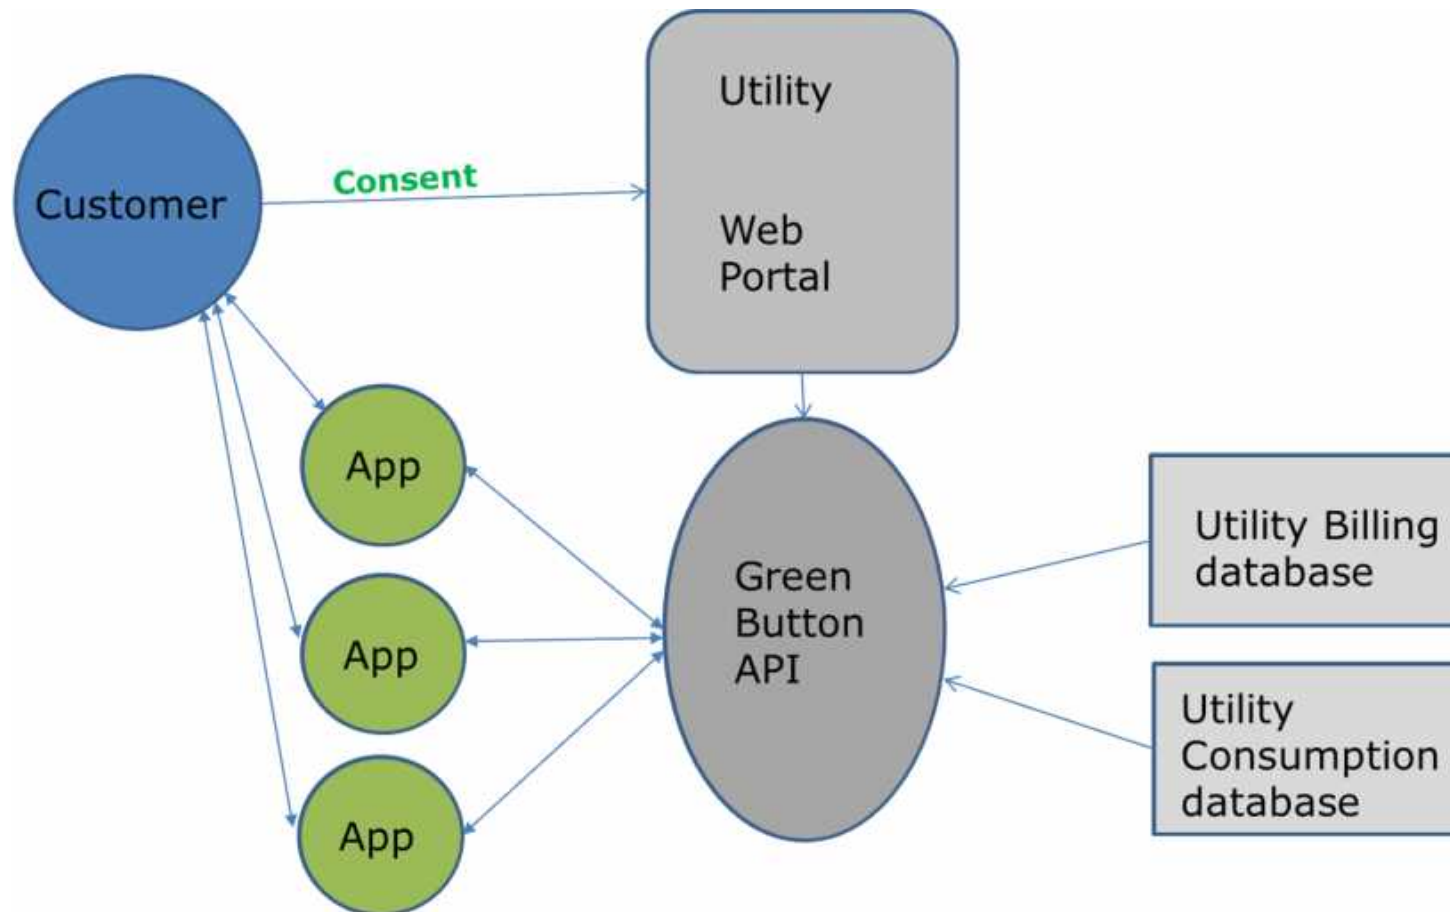 Utility
Consent
Customer
Web
Portal
App
Utility Billing
database
Green
Button
API
App
Utility
Consumption
database
App